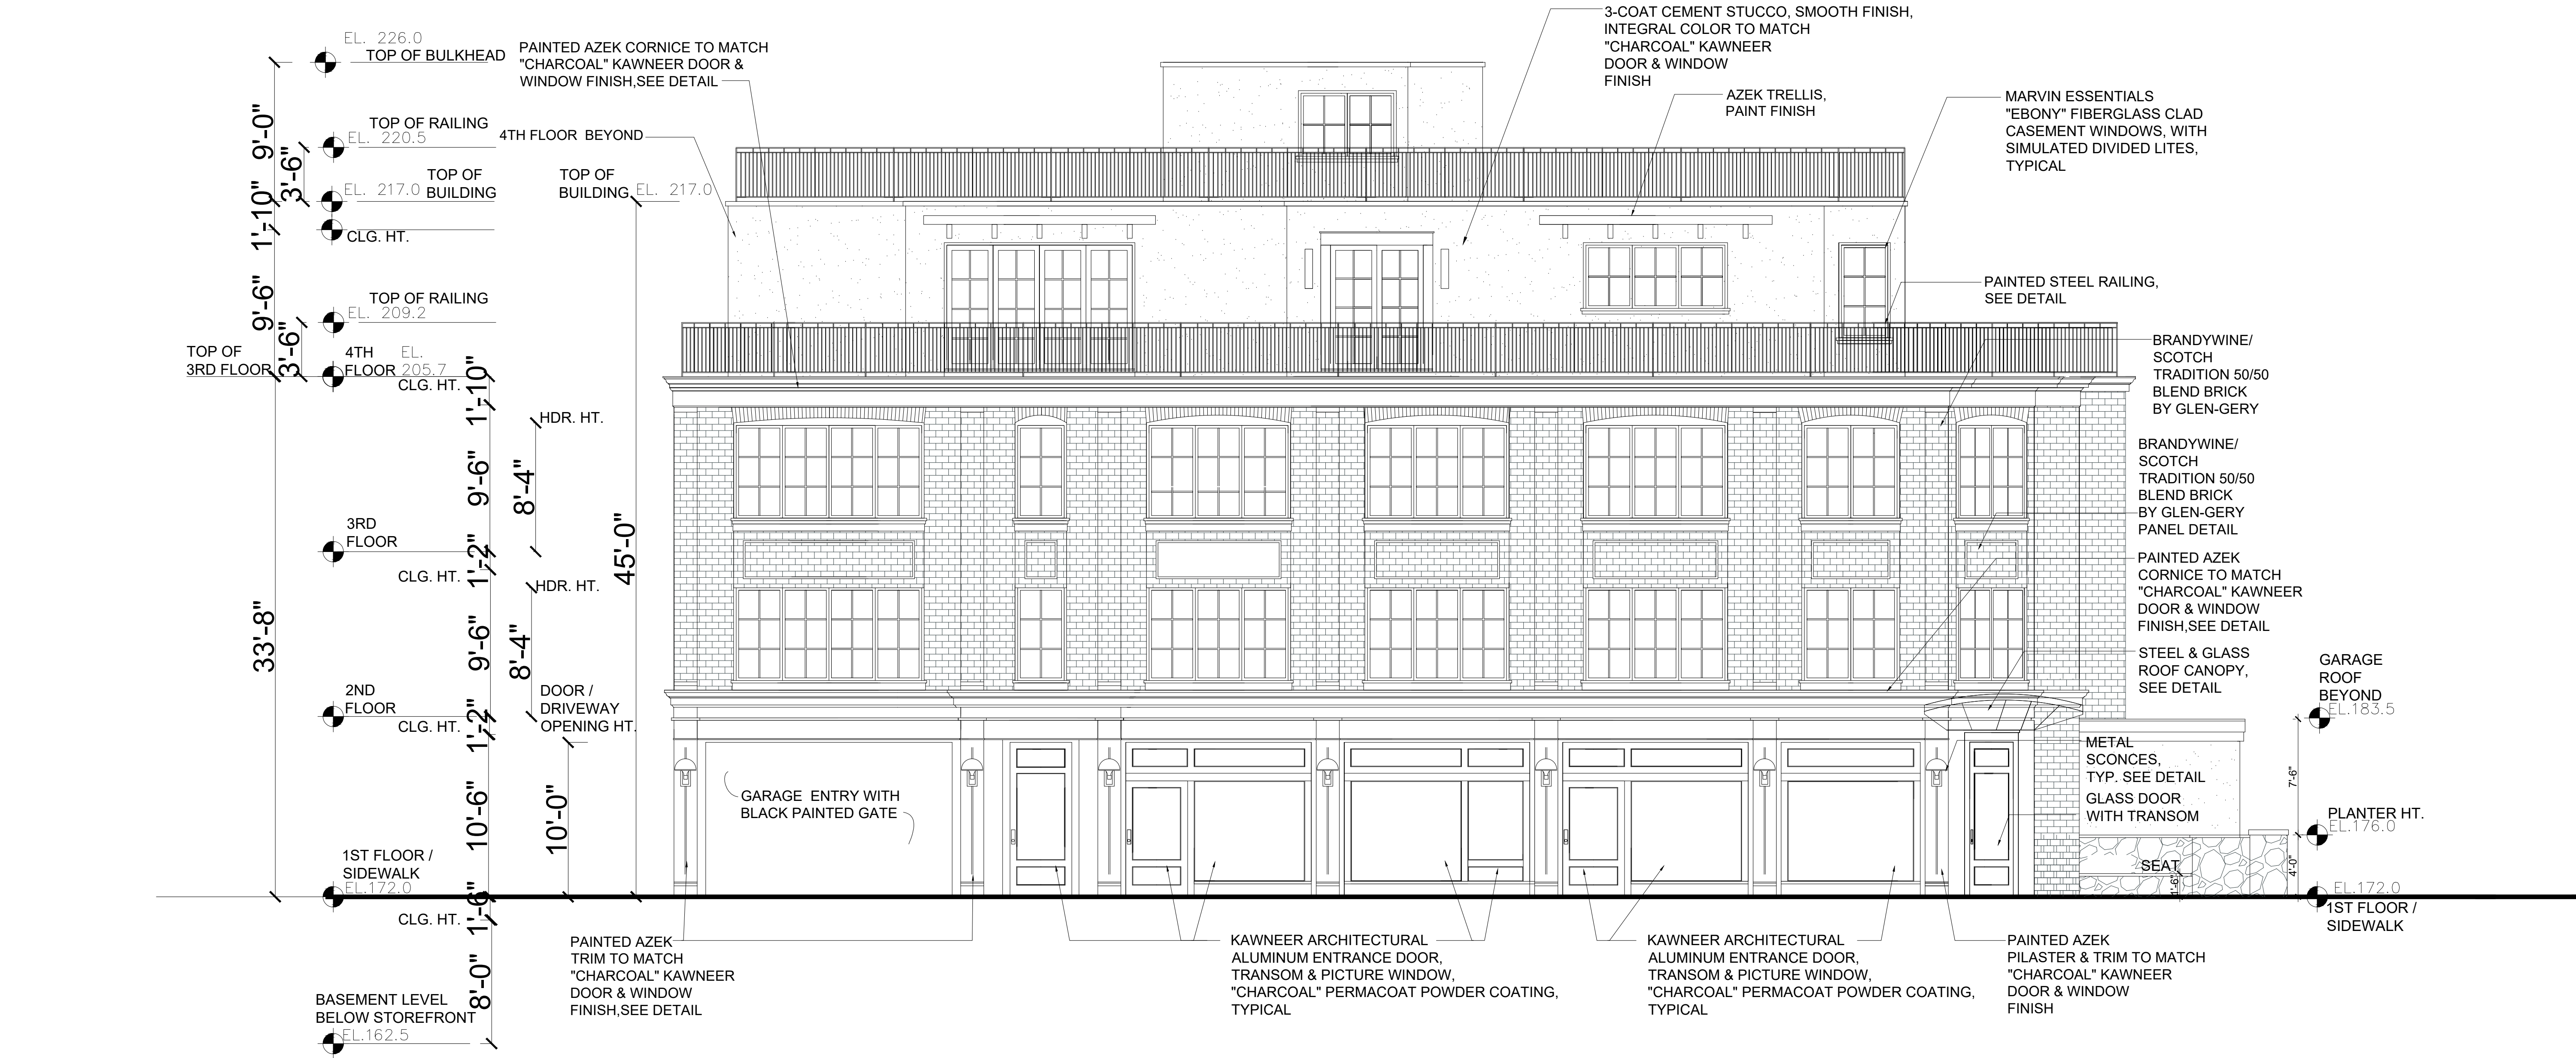 EL. 226.0
TOP OF BULKHEAD
TOP OF RAILING
EL. 220.5
EL. 217.0
TOP OF
BUILDING
CLG. HT.
TOP OF RAILING
EL. 209.2
TOP OF
3RD FLOOR
4TH
FLOOR
EL.
205.7
CLG. HT.
3RD
FLOOR
CLG. HT.
2ND
FLOOR
CLG. HT.
1ST FLOOR /
SIDEWALK
EL.172.0
CLG. HT.
BASEMENT LEVEL
BELOW STOREFRONT
EL.162.5
9'-0"
3'-6"
1'-10"
9'-6"
3'-6"
33'-8"
1'-10"
9'-6"
1'-2"
9'-6"
1'-2"
10'-6"
1'-6"
8'-0"
HDR. HT.
8'-4"
HDR. HT.
8'-4"
DOOR /
DRIVEWAY
OPENING HT.
10'-0"
45'-0"
PAINTED AZEK CORNICE TO MATCH
"CHARCOAL" KAWNEER DOOR &
WINDOW FINISH,SEE DETAIL
4TH FLOOR BEYOND
TOP OF
BUILDING
EL. 217.0
3-COAT CEMENT STUCCO, SMOOTH FINISH,
INTEGRAL COLOR TO MATCH
"CHARCOAL" KAWNEER
DOOR & WINDOW
FINISH
AZEK TRELLIS,
PAINT FINISH
MARVIN ESSENTIALS
"EBONY" FIBERGLASS CLAD
CASEMENT WINDOWS, WITH
SIMULATED DIVIDED LITES,
TYPICAL
PAINTED STEEL RAILING,
SEE DETAIL
BRANDYWINE/
SCOTCH
TRADITION 50/50
BLEND BRICK
BY GLEN-GERY
BRANDYWINE/
SCOTCH
TRADITION 50/50
BLEND BRICK
BY GLEN-GERY
PANEL DETAIL
PAINTED AZEK
CORNICE TO MATCH
"CHARCOAL" KAWNEER
DOOR & WINDOW
FINISH,SEE DETAIL
STEEL & GLASS
ROOF CANOPY,
SEE DETAIL
GARAGE
ROOF
BEYOND
EL.183.5
METAL
SCONCES,
TYP. SEE DETAIL
GLASS DOOR
WITH TRANSOM
7'-6"
PLANTER HT.
EL.176.0
SEAT
1'-6"
4'-0"
EL.172.0
1ST FLOOR /
SIDEWALK
GARAGE ENTRY WITH
BLACK PAINTED GATE
PAINTED AZEK
TRIM TO MATCH
"CHARCOAL" KAWNEER
DOOR & WINDOW
FINISH,SEE DETAIL
KAWNEER ARCHITECTURAL
ALUMINUM ENTRANCE DOOR,
TRANSOM & PICTURE WINDOW,
"CHARCOAL" PERMACOAT POWDER COATING,
TYPICAL
KAWNEER ARCHITECTURAL
ALUMINUM ENTRANCE DOOR,
TRANSOM & PICTURE WINDOW,
"CHARCOAL" PERMACOAT POWDER COATING,
TYPICAL
PAINTED AZEK
PILASTER & TRIM TO MATCH
"CHARCOAL" KAWNEER
DOOR & WINDOW
FINISH